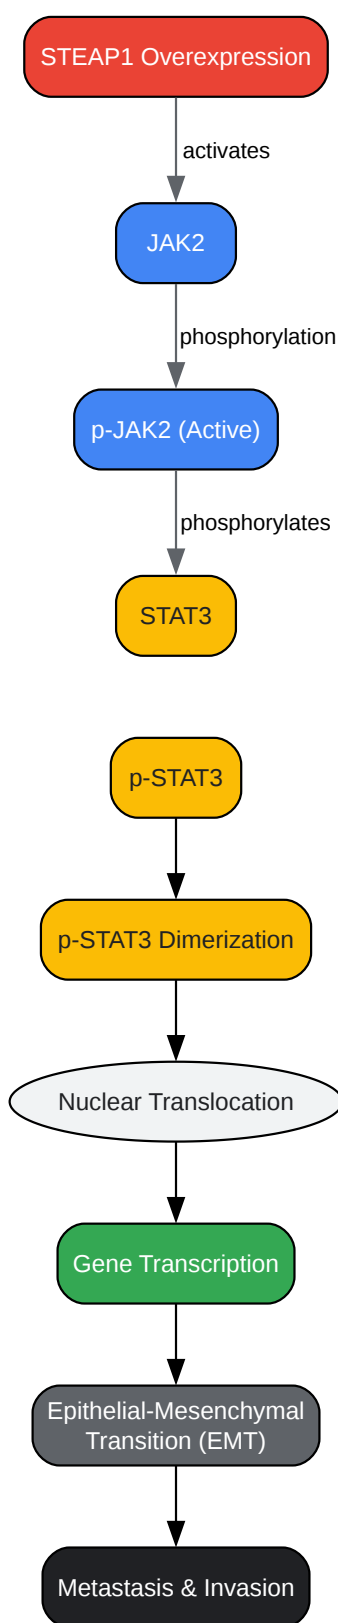 STEAP1 Overexpression
activates
JAK2
phosphorylation
p-JAK2 (Active)
phosphorylates
STAT3
p-STAT3
p-STAT3 Dimerization
Nuclear Translocation
Gene Transcription
Epithelial-Mesenchymal
Transition (EMT)
Metastasis & Invasion